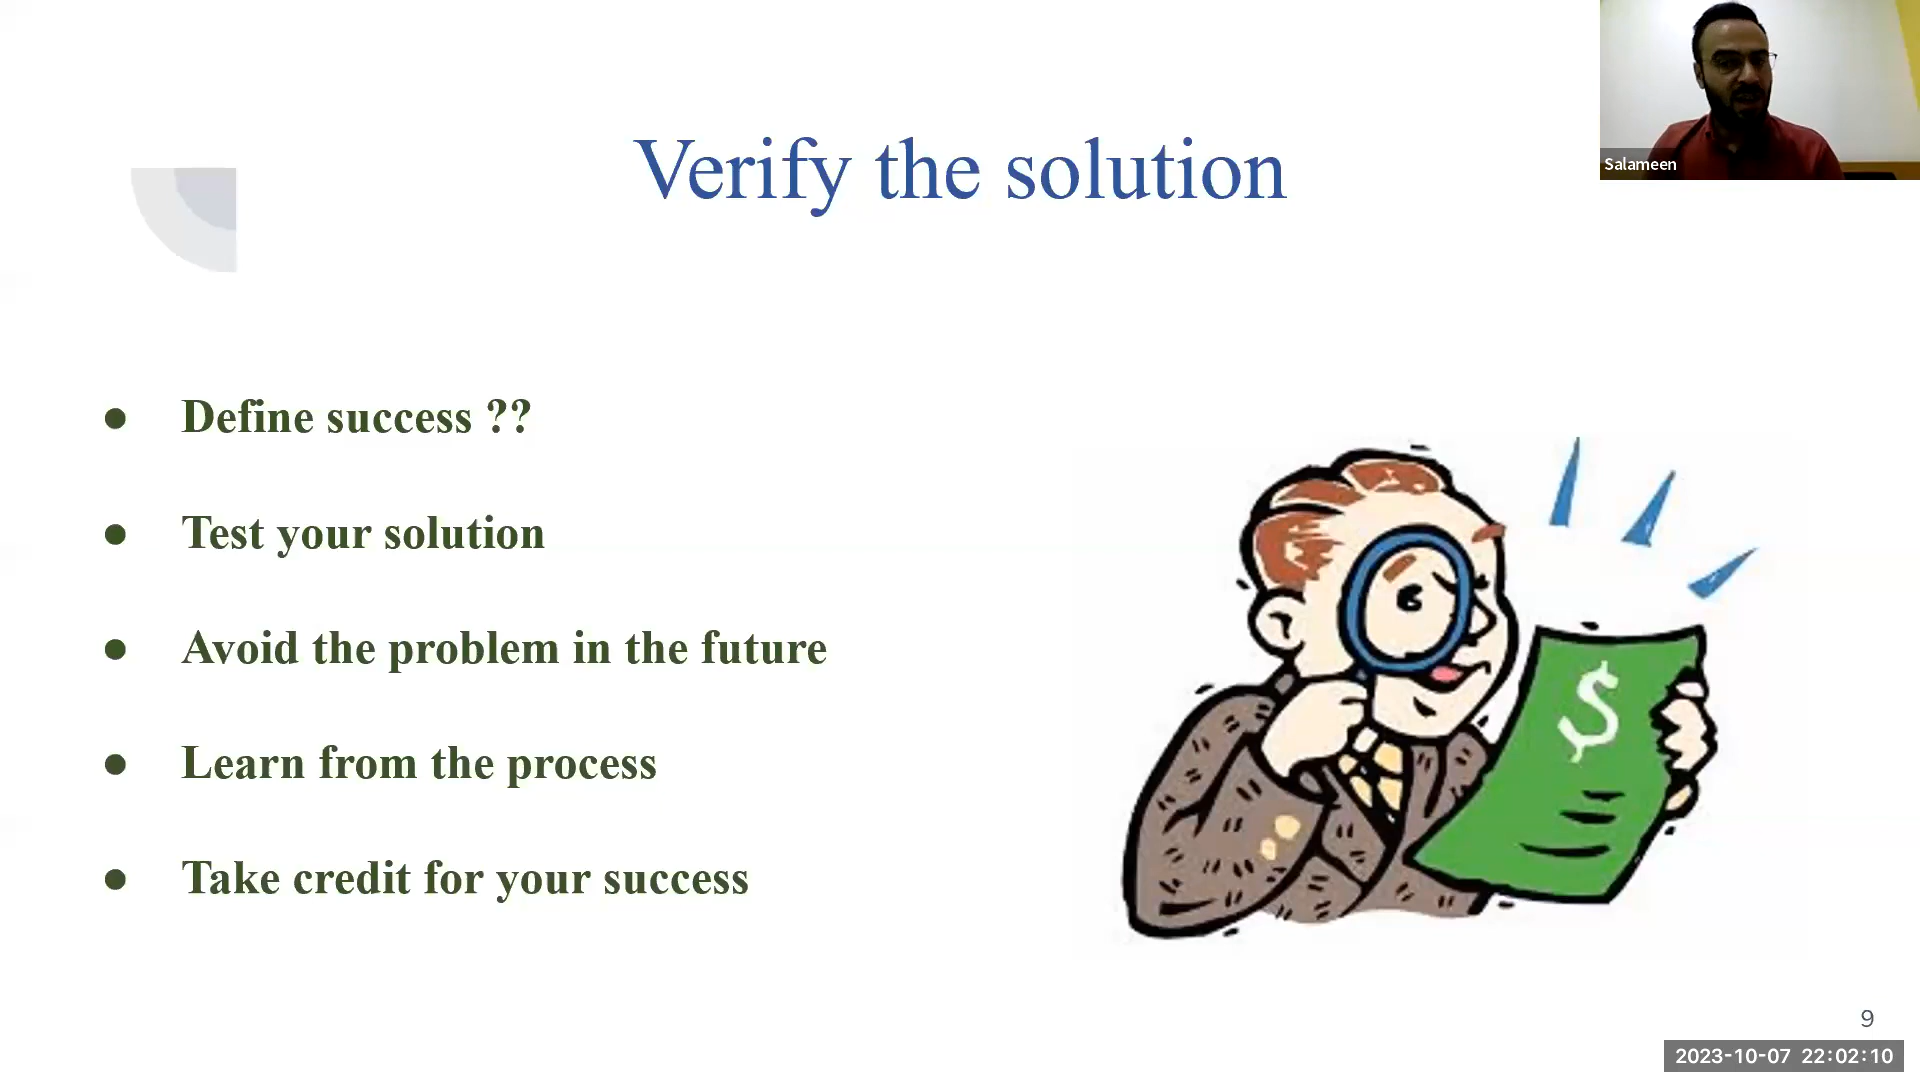 Salameen
Verify the solution
● Define success ??
● Test your solution
● Avoid the problem in the future
● Learn from the process
● Take credit for your success
$
9
2023-10-07 22:02:10